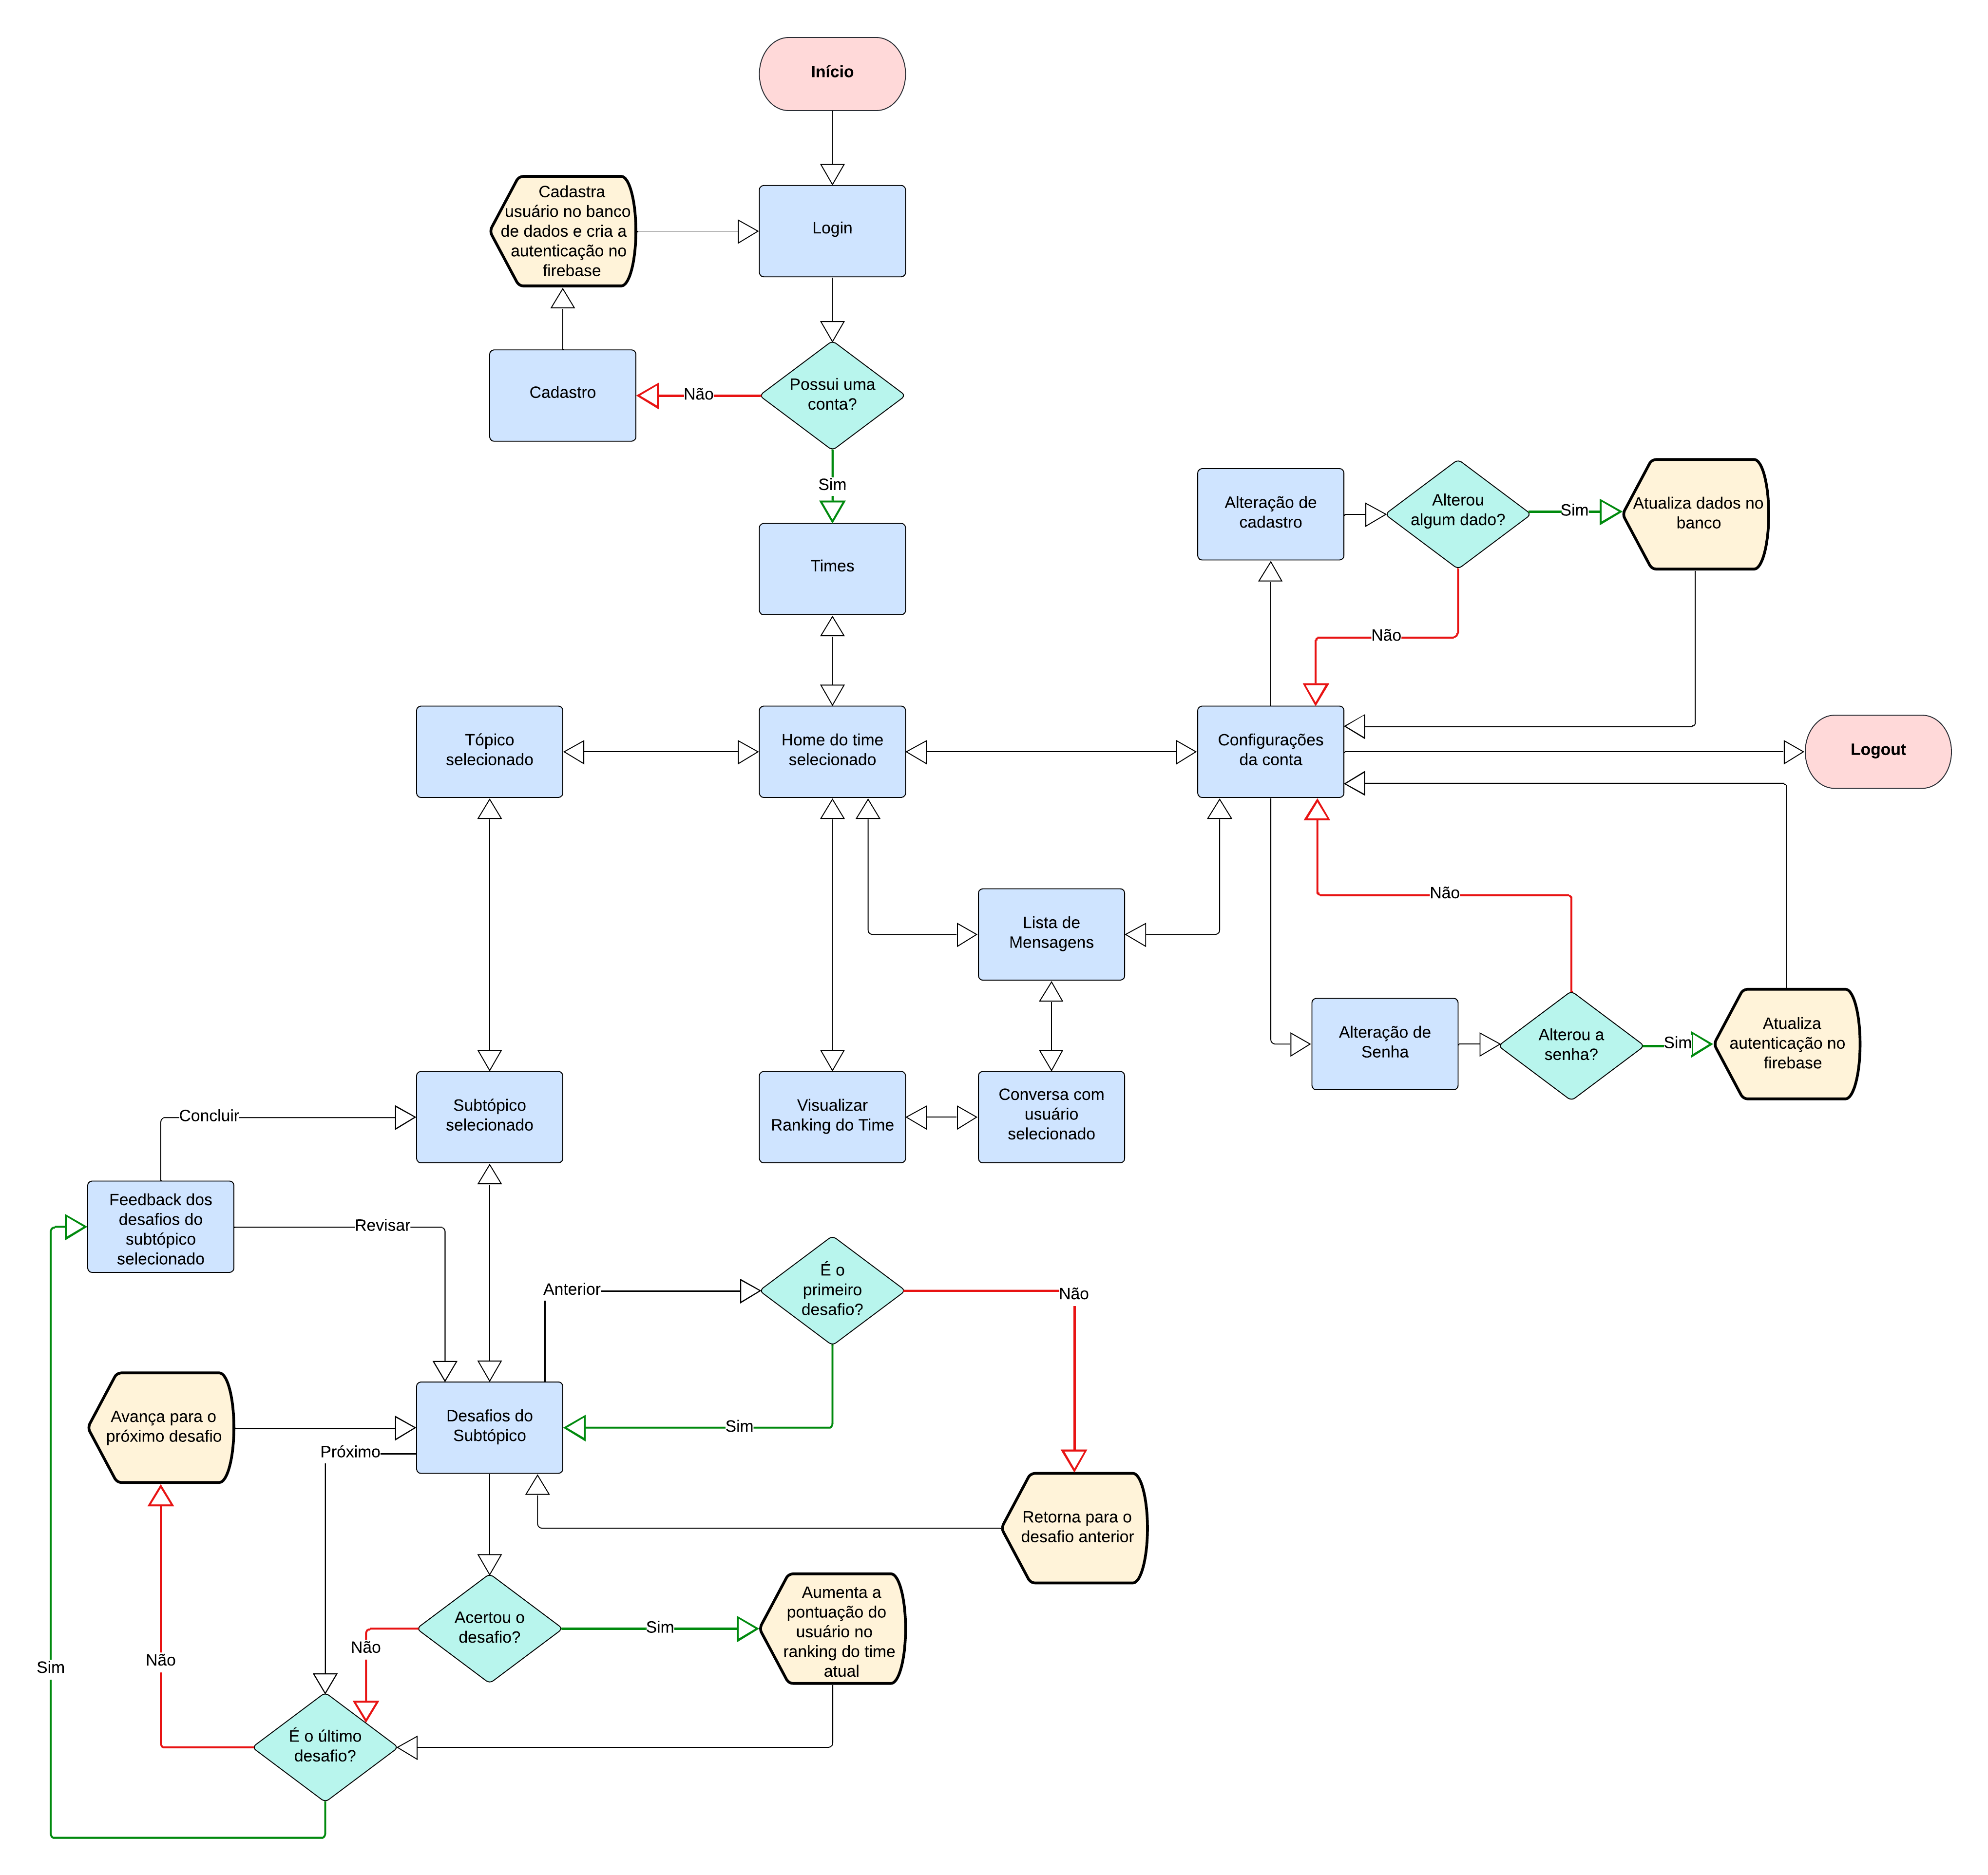 Início
Cadastra
usuário no banco
de dados e cria a
autenticação no
firebase
Login
Cadastro
Não
Possui uma
conta?
Sim
Times
Alteração de
cadastro
Alterou
algum dado?
Sim
Atualiza dados no
banco
Não
Tópico
selecionado
Home do time
selecionado
Configurações
da conta
Logout
Não
Lista de
Mensagens
Alteração de
Senha
Alterou a
senha?
Sim
Atualiza
autenticação no
firebase
Concluir
Subtópico
selecionado
Visualizar
Ranking do Time
Conversa com
usuário
selecionado
Feedback dos
desafios do
subtópico
selecionado
Revisar
Anterior
É o
primeiro
desafio?
Não
Avança para o
próximo desafio
Desafios do
Subtópico
Sim
Próximo
Retorna para o
desafio anterior
Acertou o
desafio?
Sim
Aumenta a
pontuação do
usuário no
ranking do time
atual
Não
Não
Sim
É o último
desafio?